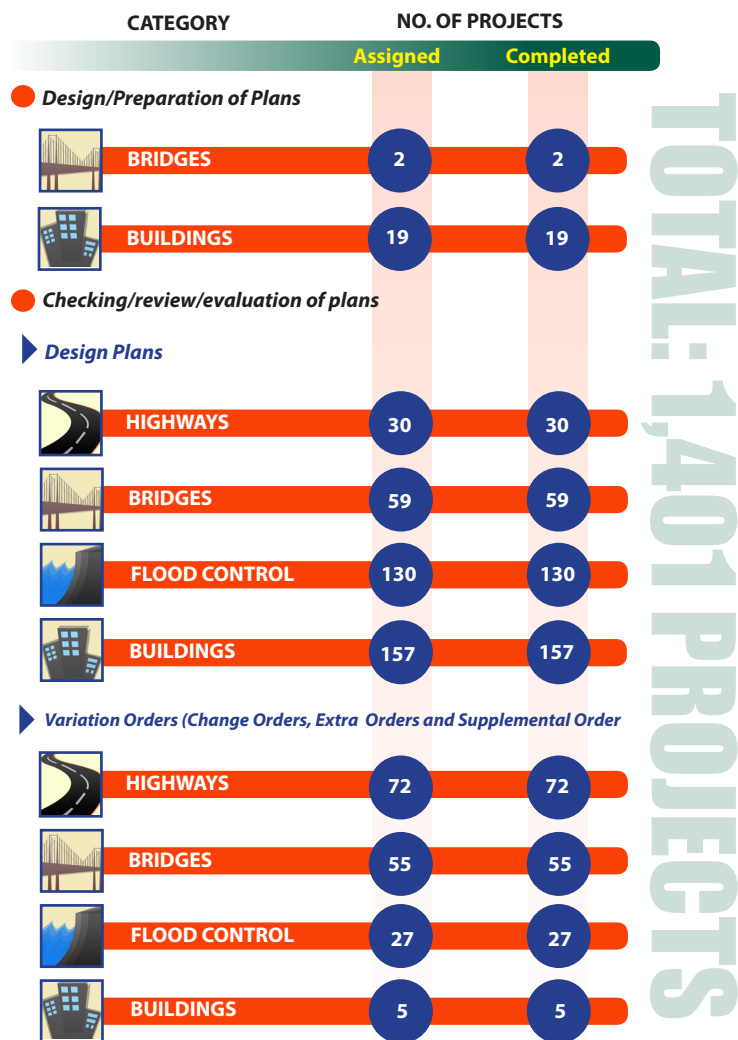 CATEGORY NO. OF PROJECTS
Assigned Completed
Design/Preparation of Plans
BRIDGES 2 2
BUILDINGS 19 19
Checking/review/evaluation of plans
Design Plans
HIGHWAYS 30 30
BRIDGES 59 59
FLOOD CONTROL 130 130
BUILDINGS 157 157
Variation Orders (Change Orders, Extra Orders and Supplemental Order
HIGHWAYS 72 72
BRIDGES 55 55
FLOOD CONTROL 27 27
BUILDINGS 5 5
TOTAL: 1,401 PROJECTS